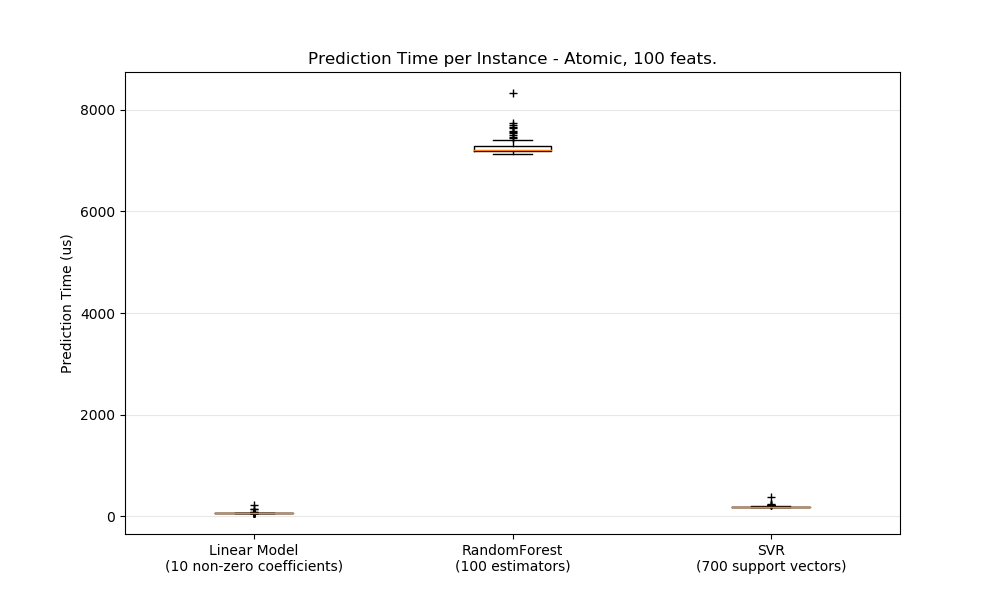 Prediction Time per Instance - Atomic, 100 feats.
8000
6000
4000
2000
0
Prediction Time (us)
Linear Model
(10 non-zero coefficients)
RandomForest
(100 estimators)
SVR
(700 support vectors)